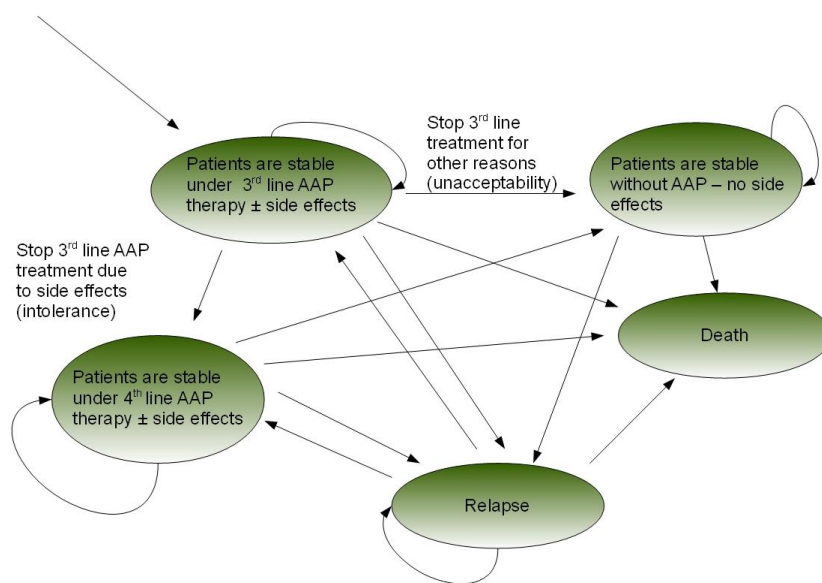 Stop 3rd line
treatment for
other reasons
(unacceptability)
Patients are stable
under 3rd line AAP
therapy ± side effects
Patients are stable
without AAP – no side
effects
Stop 3rd line AAP
treatment due
to side effects
(intolerance)
Death
Patients are stable
under 4th line AAP
therapy ± side effects
Relapse